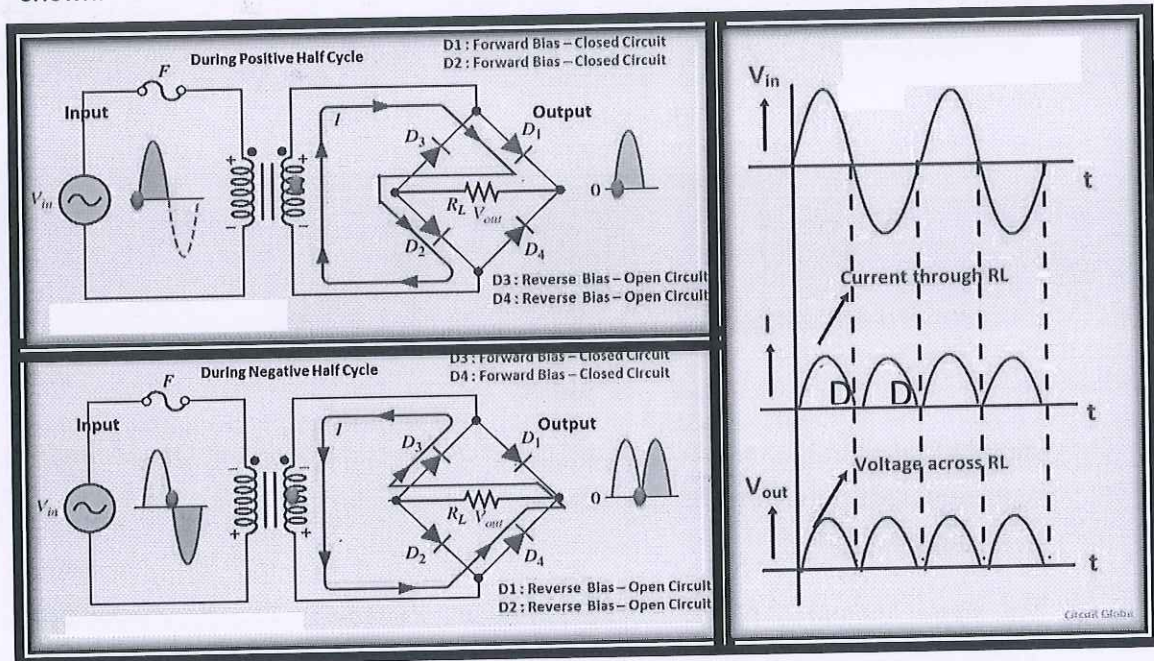 During Positive Half Cycle
D1 : Forward Bias – Closed Circuit
D2 : Forward Bias – Closed Circuit
F
Input
Output
I
D3
D1
Vin
+
+
0
RL Vout
D2
D4
-
-
D3 : Reverse Bias – Open Circuit
D4 : Reverse Bias – Open Circuit
During Negative Half Cycle
D3 : Forward Bias – Closed Circuit
D4 : Forward Bias – Closed Circuit
F
Input
Output
I
D3
D1
Vin
-
-
0
RL Vout
D2
D4
+
+
D1 : Reverse Bias – Open Circuit
D2 : Reverse Bias – Open Circuit
Vin
t
Current through RL
I
D D
t
Voltage across RL
Vout
t
Circuit Globe